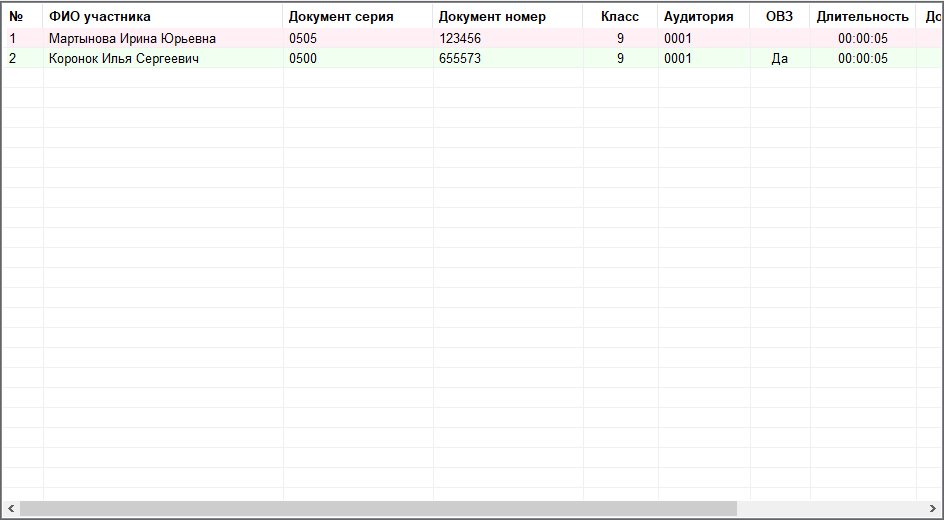 № ФИО участника Документ серия Документ номер Класс Аудитория ОВЗ Длительность До
1 Мартынова Ирина Юрьевна 0505 123456 9 0001 00:00:05
2 Коронок Илья Сергеевич 0500 655573 9 0001 Да 00:00:05